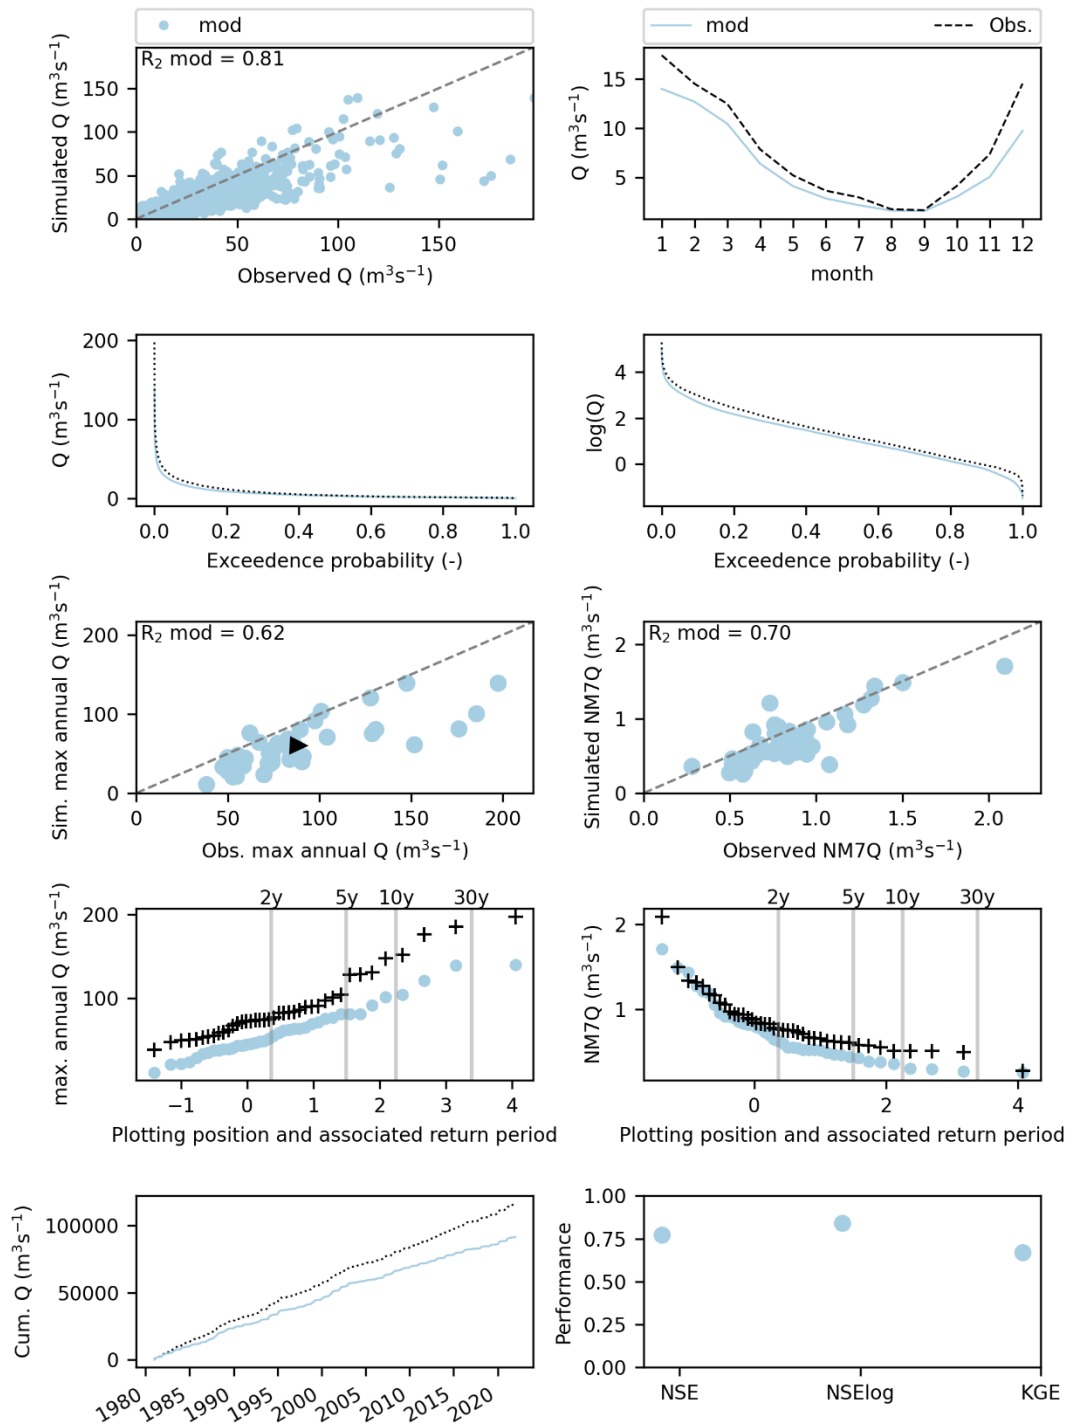 mod
mod Obs.
R₂ mod = 0.81
Simulated Q (m³s⁻¹)
150
100
50
0
0 50 100 150
Observed Q (m³s⁻¹)
Q (m³s⁻¹)
15
10
5
1 2 3 4 5 6 7 8 9 10 11 12
month
Q (m³s⁻¹)
200
100
0
0.0 0.2 0.4 0.6 0.8 1.0
Exceedence probability (-)
log(Q)
4
2
0
0.0 0.2 0.4 0.6 0.8 1.0
Exceedence probability (-)
R₂ mod = 0.62
Sim. max annual Q (m³s⁻¹)
200
100
0
0 50 100 150 200
Obs. max annual Q (m³s⁻¹)
R₂ mod = 0.70
Simulated NM7Q (m³s⁻¹)
2
1
0
0.0 0.5 1.0 1.5 2.0
Observed NM7Q (m³s⁻¹)
2y 5y 10y 30y
max. annual Q (m³s⁻¹)
200
100
−1 0 1 2 3 4
Plotting position and associated return period
2y 5y 10y 30y
NM7Q (m³s⁻¹)
2
1
0 2 4
Plotting position and associated return period
Cum. Q (m³s⁻¹)
100000
50000
0
1980 1985 1990 1995 2000 2005 2010 2015 2020
Performance
1.00
0.75
0.50
0.25
0.00
NSE NSElog KGE